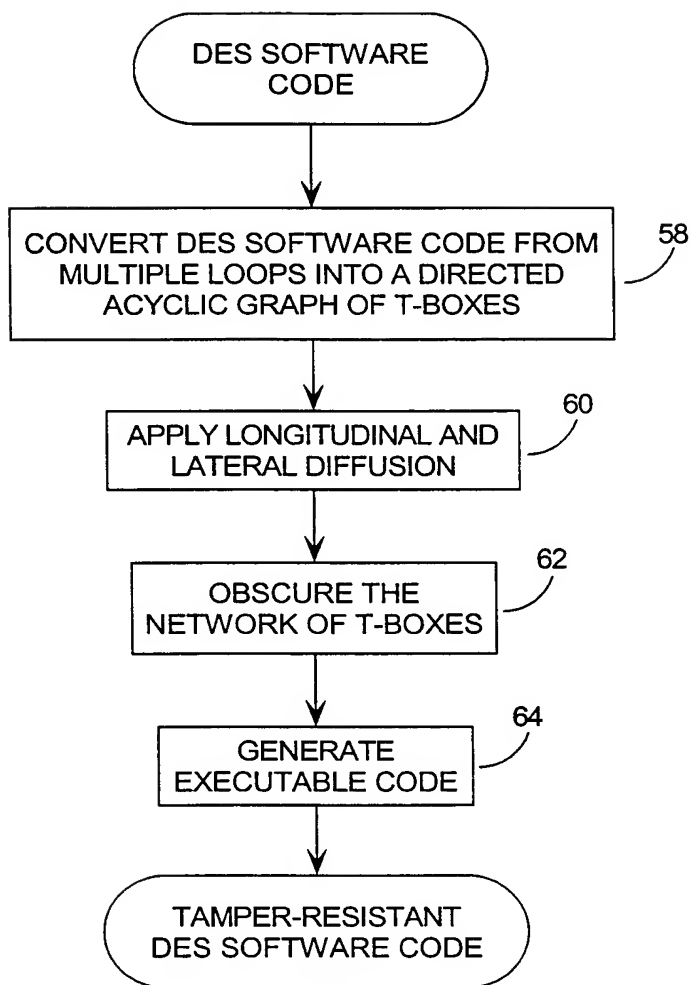 DES SOFTWARE
CODE
CONVERT DES SOFTWARE CODE FROM
MULTIPLE LOOPS INTO A DIRECTED
ACYCLIC GRAPH OF T-BOXES
58
APPLY LONGITUDINAL AND
LATERAL DIFFUSION
60
OBSCURE THE
NETWORK OF T-BOXES
62
GENERATE
EXECUTABLE CODE
64
TAMPER-RESISTANT
DES SOFTWARE CODE